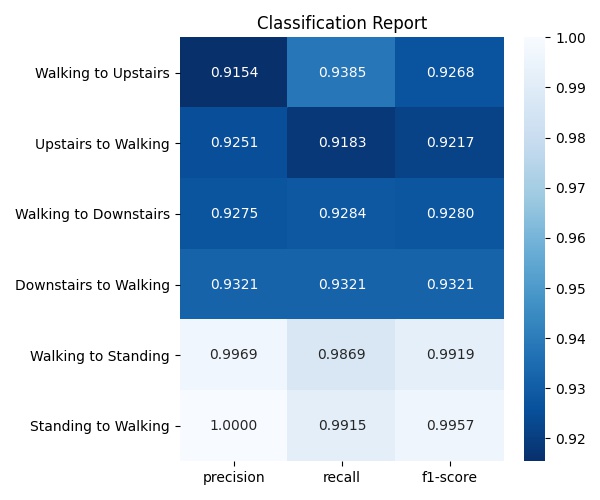 Classification Report
Walking to Upstairs 0.9154 0.9385 0.9268
Upstairs to Walking 0.9251 0.9183 0.9217
Walking to Downstairs 0.9275 0.9284 0.9280
Downstairs to Walking 0.9321 0.9321 0.9321
Walking to Standing 0.9969 0.9869 0.9919
Standing to Walking 1.0000 0.9915 0.9957
precision recall f1-score
1.00
0.99
0.98
0.97
0.96
0.95
0.94
0.93
0.92